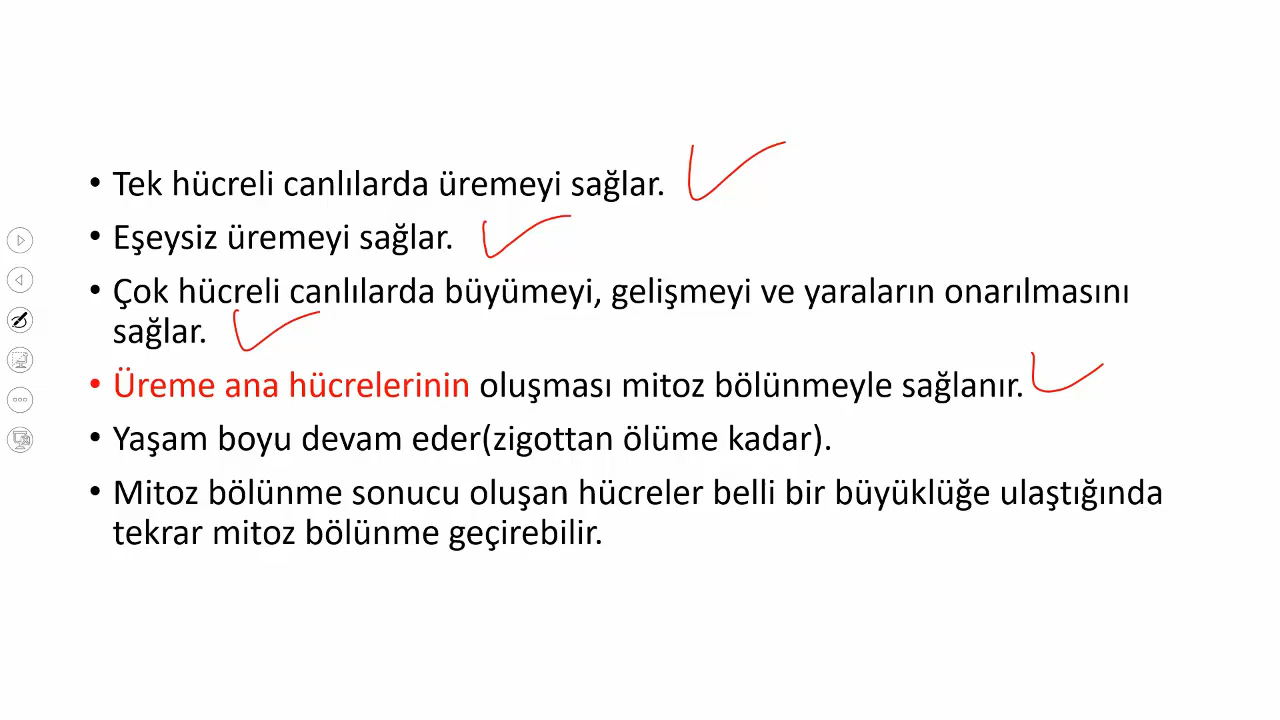 • Tek hücreli canlılarda üremeyi sağlar.
• Eşeysiz üremeyi sağlar.
• Çok hücreli canlılarda büyümeyi, gelişmeyi ve yaraların onarılmasını
sağlar.
• Üreme ana hücrelerinin oluşması mitoz bölünmeyle sağlanır.
• Yaşam boyu devam eder(zigottan ölüme kadar).
• Mitoz bölünme sonucu oluşan hücreler belli bir büyüklüğe ulaştığında
tekrar mitoz bölünme geçirebilir.